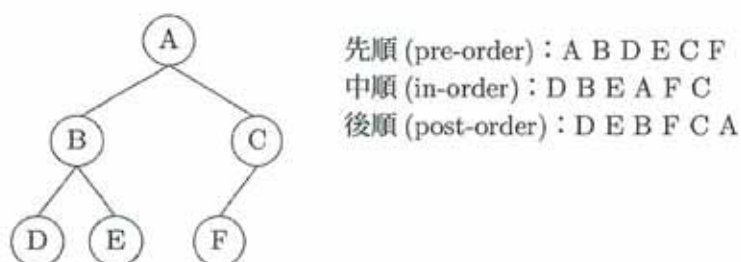 A
先順 (pre-order)：A B D E C F
中順 (in-order)：D B E A F C
後順 (post-order)：D E B F C A
B C
D E F